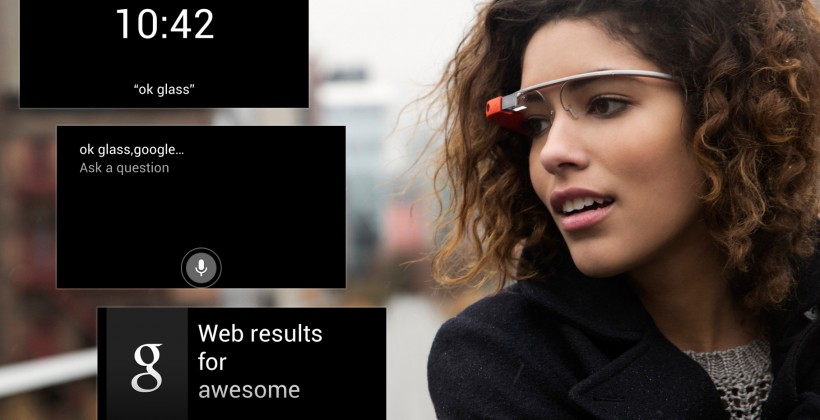 10:42
“ok glass”
ok glass,google...
Ask a question
g
Web results
for
awesome